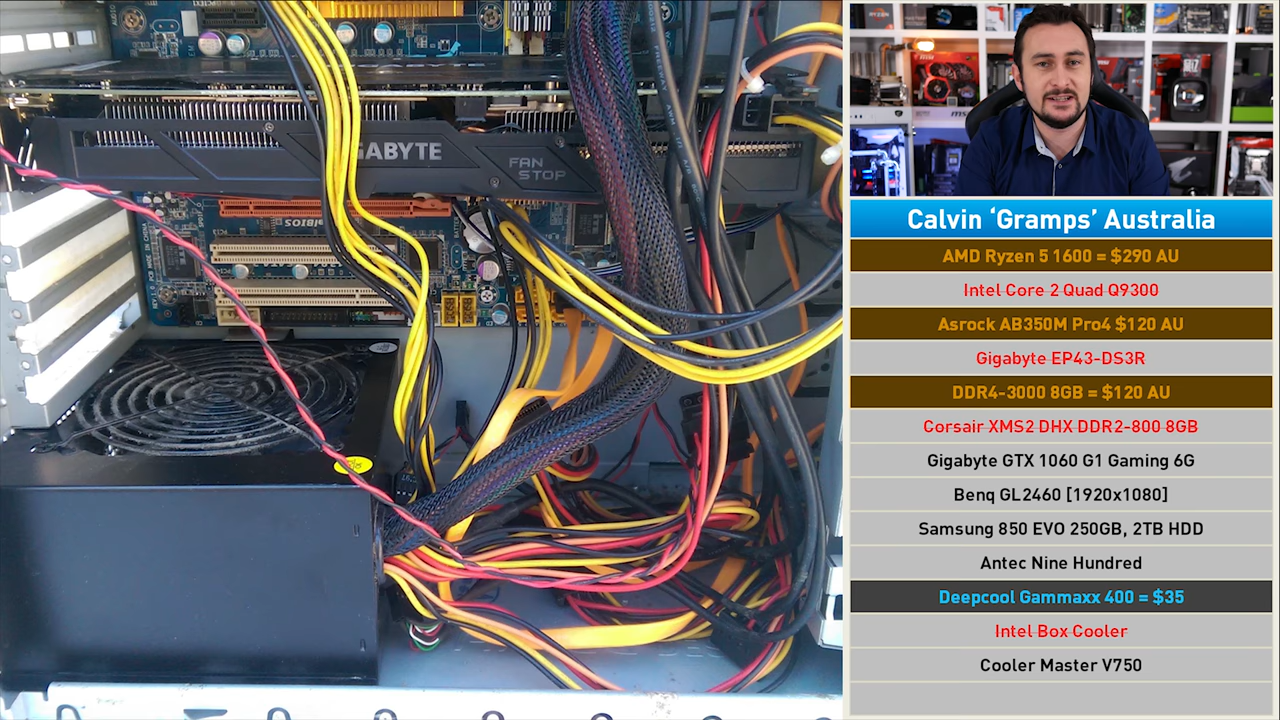 GABYTE
FAN
STOP
Calvin ‘Gramps’ Australia
AMD Ryzen 5 1600 = $290 AU
Intel Core 2 Quad Q9300
Asrock AB350M Pro4 $120 AU
Gigabyte EP43-DS3R
DDR4-3000 8GB = $120 AU
Corsair XMS2 DHX DDR2-800 8GB
Gigabyte GTX 1060 G1 Gaming 6G
Benq GL2460 [1920x1080]
Samsung 850 EVO 250GB, 2TB HDD
Antec Nine Hundred
Deepcool Gammaxx 400 = $35
Intel Box Cooler
Cooler Master V750